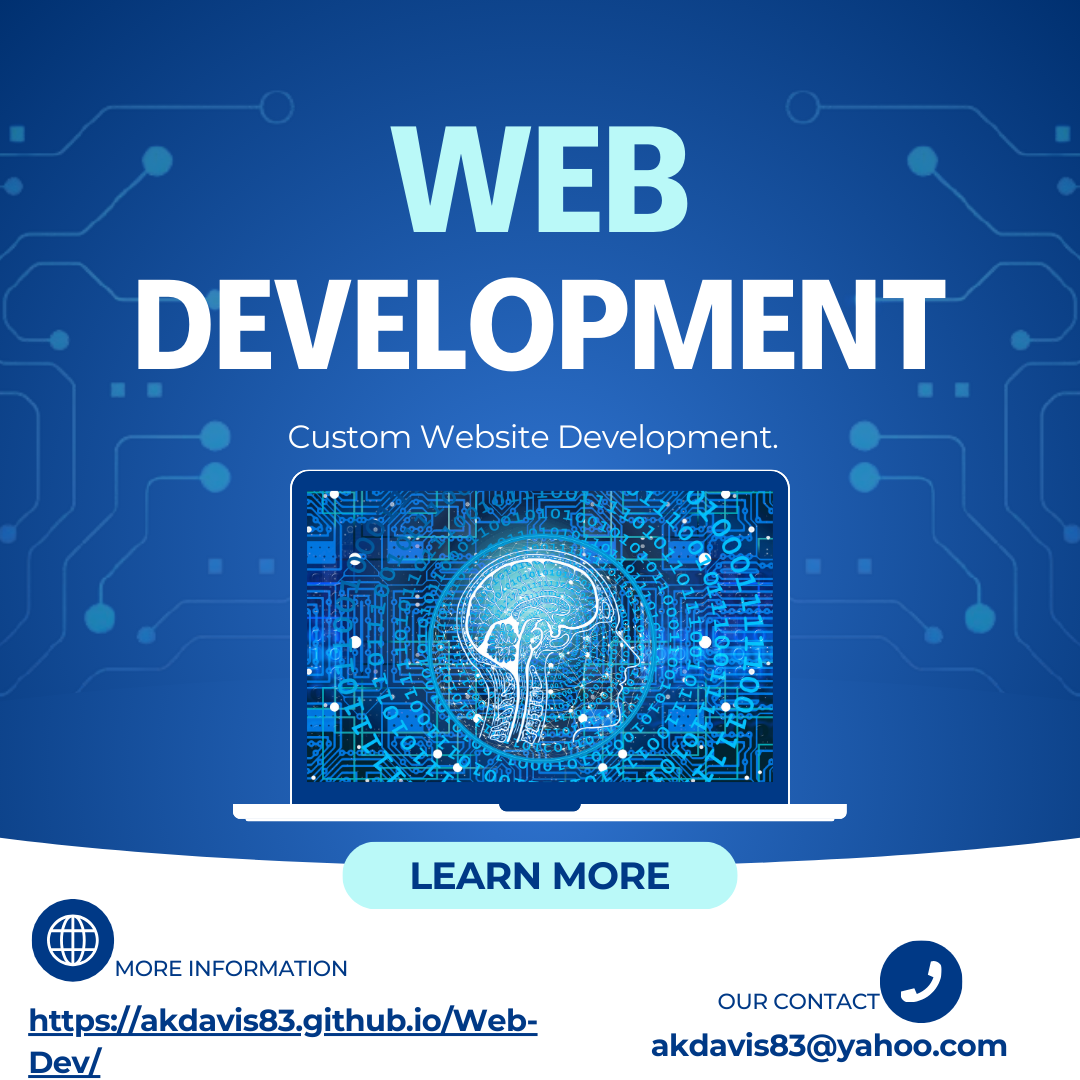 WEB
DEVELOPMENT
Custom Website Development.
LEARN MORE
MORE INFORMATION
https://akdavis83.github.io/Web-
Dev/
OUR CONTACT
akdavis83@yahoo.com